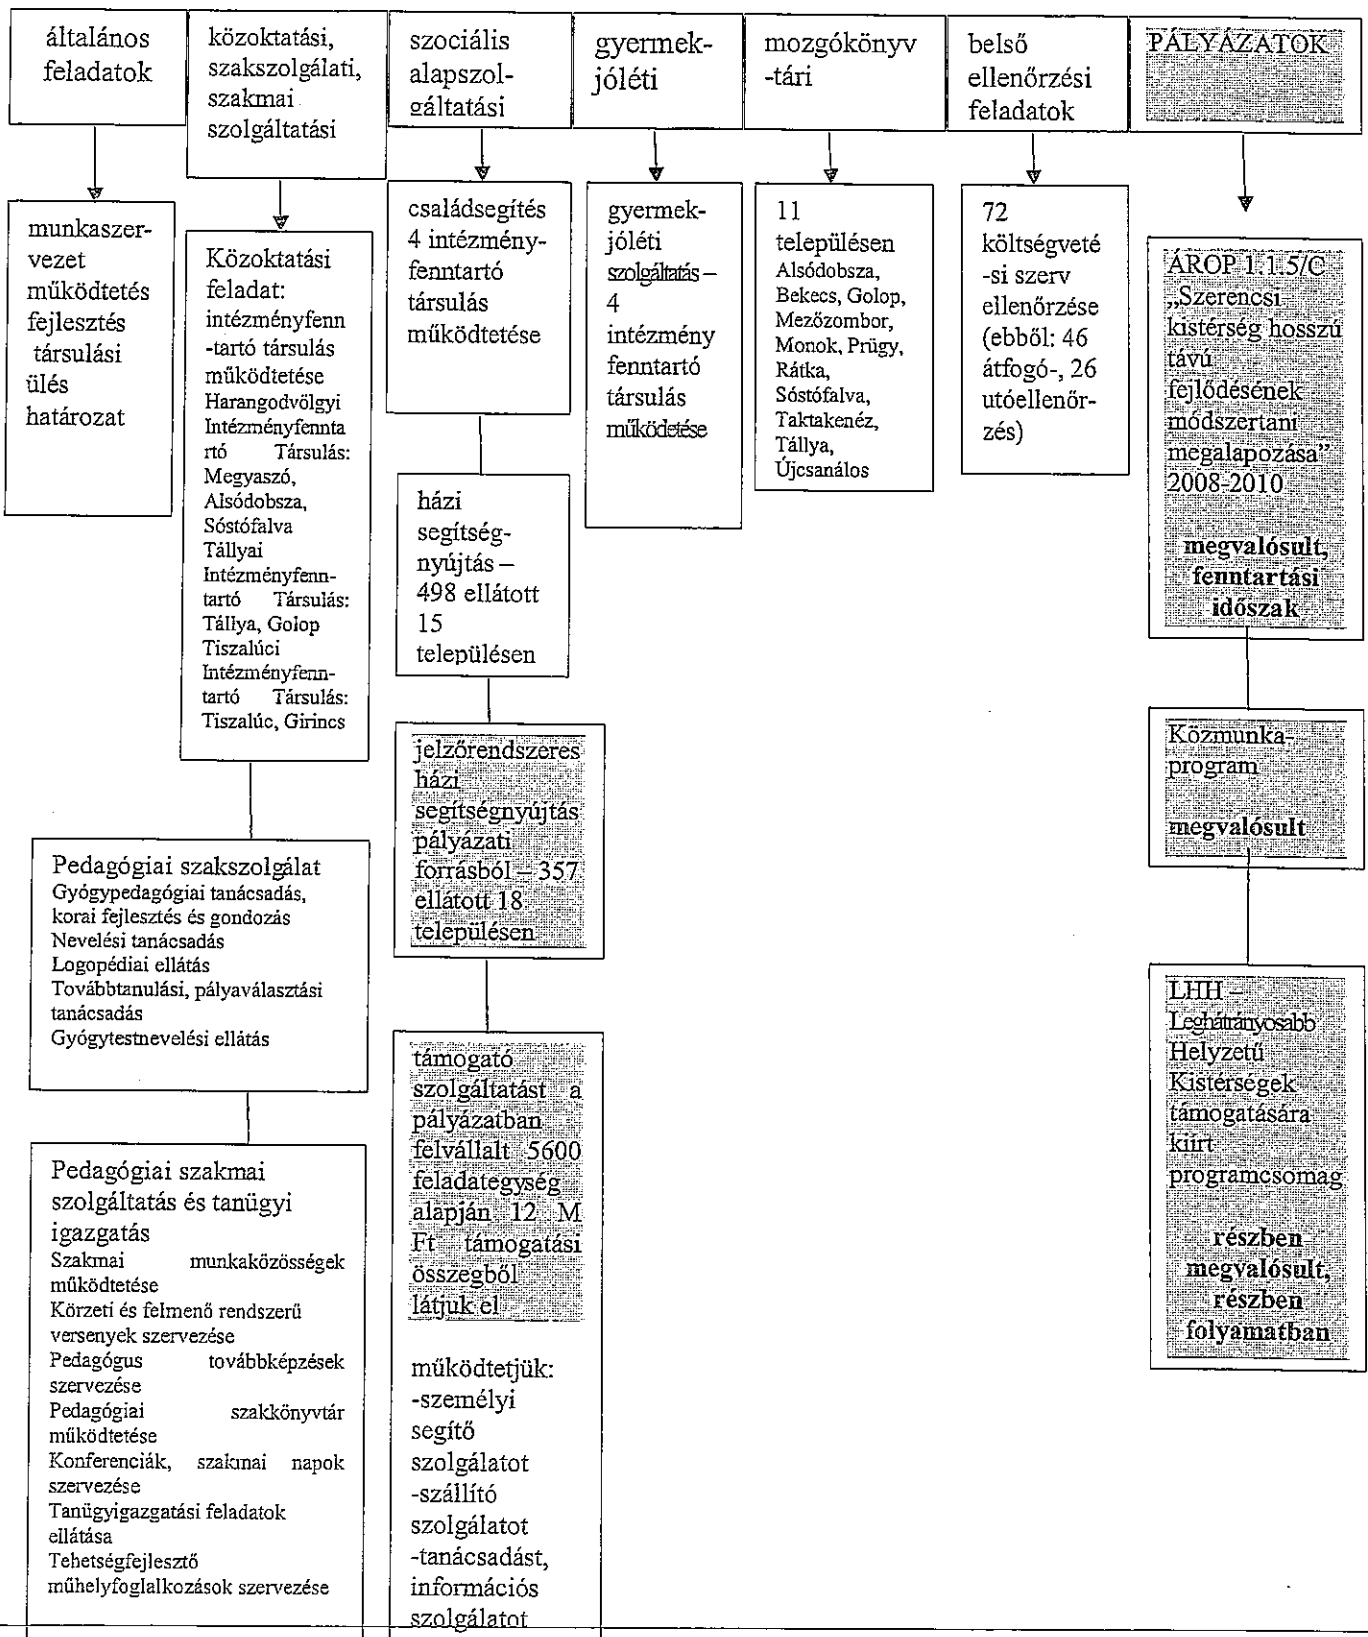 általános
feladatok
közoktatási,
szakszolgálati,
szakmai
szolgáltatási
szociális
alapszol-
gáltatási
gyermek-
jóléti
mozgókönyv
-tári
belső
ellenőrzési
feladatok
PÁLYÁZATOK
munkaszer-
vezet
működtetés
fejlesztés
társulási
ülés
határozat
Közoktatási
feladat:
intézményfenn
-tartó társulás
működtetése
Harangodvölgyi
Intézményfennta
rtó Társulás:
Megyaszó,
Alsódobsza,
Sóstófalva
Tállyai
Intézményfenn-
tartó Társulás:
Tállya, Golop
Tiszalúci
Intézményfenn-
tartó Társulás:
Tiszalúc, Girincs
Pedagógiai szakszolgálat
Gyógypedagógiai tanácsadás,
korai fejlesztés és gondozás
Nevelési tanácsadás
Logopédiai ellátás
Továbbtanulási, pályaválasztási
tanácsadás
Gyógytestnevelési ellátás
Pedagógiai szakmai
szolgáltatás és tanügyi
igazgatás
Szakmai munkaközösségek
működtetése
Körzeti és felmenő rendszerű
versenyek szervezése
Pedagógus továbbképzések
szervezése
Pedagógiai szakkönyvtár
működtetése
Konferenciák, szakmai napok
szervezése
Tanügyigazgatási feladatok
ellátása
Tehetségfejlesztő
műhelyfoglalkozások szervezése
családsegítés
4 intézmény-
fenntartó
társulás
működtetése
házi
segítség-
nyújtás –
498 ellátott
15
településen
jelzőrendszeres
házi
segítségnyújtás
pályázati
forrásból – 357
ellátott 18
településen
támogató
szolgáltatást a
pályázatban
felvállalt 5600
feladategység
alapján 12 M
Ft támogatási
összegből
látjuk el
működtetjük:
-személyi
segítő
szolgálatot
-szállító
szolgálatot
-tanácsadást,
információs
szolgálatot
gyermek-
jóléti
szolgáltatás –
4
intézmény
fenntartó
társulás
működetése
11
településen
Alsódobsza,
Bekecs, Golop,
Mezőzombor,
Monok, Prügy,
Rátka,
Sóstófalva,
Taktakenéz,
Tállya,
Újcsanálos
72
költségveté
-si szerv
ellenőrzése
(ebből: 46
átfogó-, 26
utóellenőr-
zés)
ÁROP 1.1.5/C
„Szerencsi
kistérség hosszú
távú
fejlődésének
módszertani
megalapozása”
2008-2010
megvalósult,
fenntartási
időszak
Közmunka-
program
megvalósult
LHH –
Leghátrányosabb
Helyzetű
Kistérségek
támogatására
kiírt
programcsomag
részben
megvalósult,
részben
folyamatban